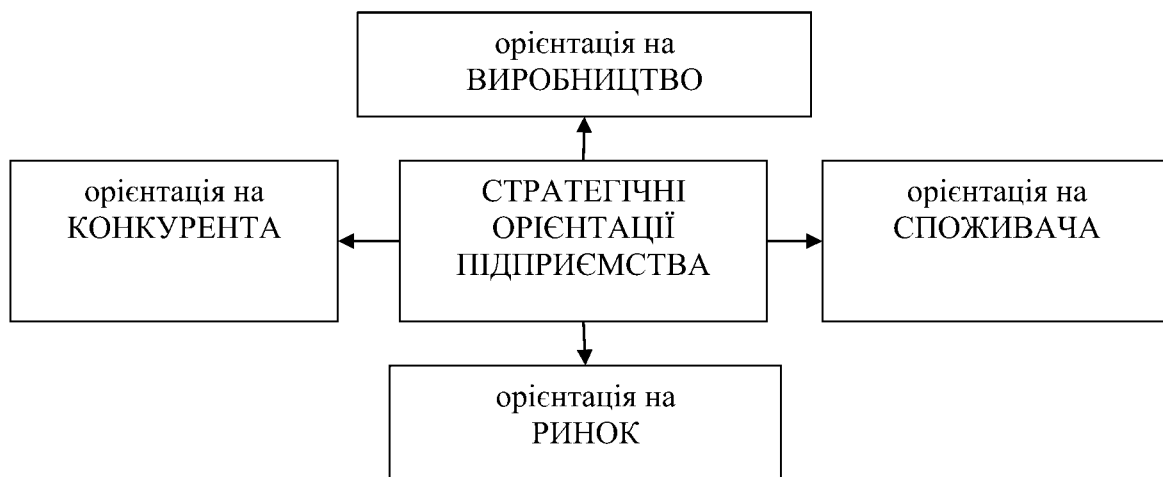 орієнтація на
ВИРОБНИЦТВО
орієнтація на
КОНКУРЕНТА
СТРАТЕГІЧНІ
ОРІЄНТАЦІЇ
ПІДПРИЄМСТВА
орієнтація на
СПОЖИВАЧА
орієнтація на
РИНОК